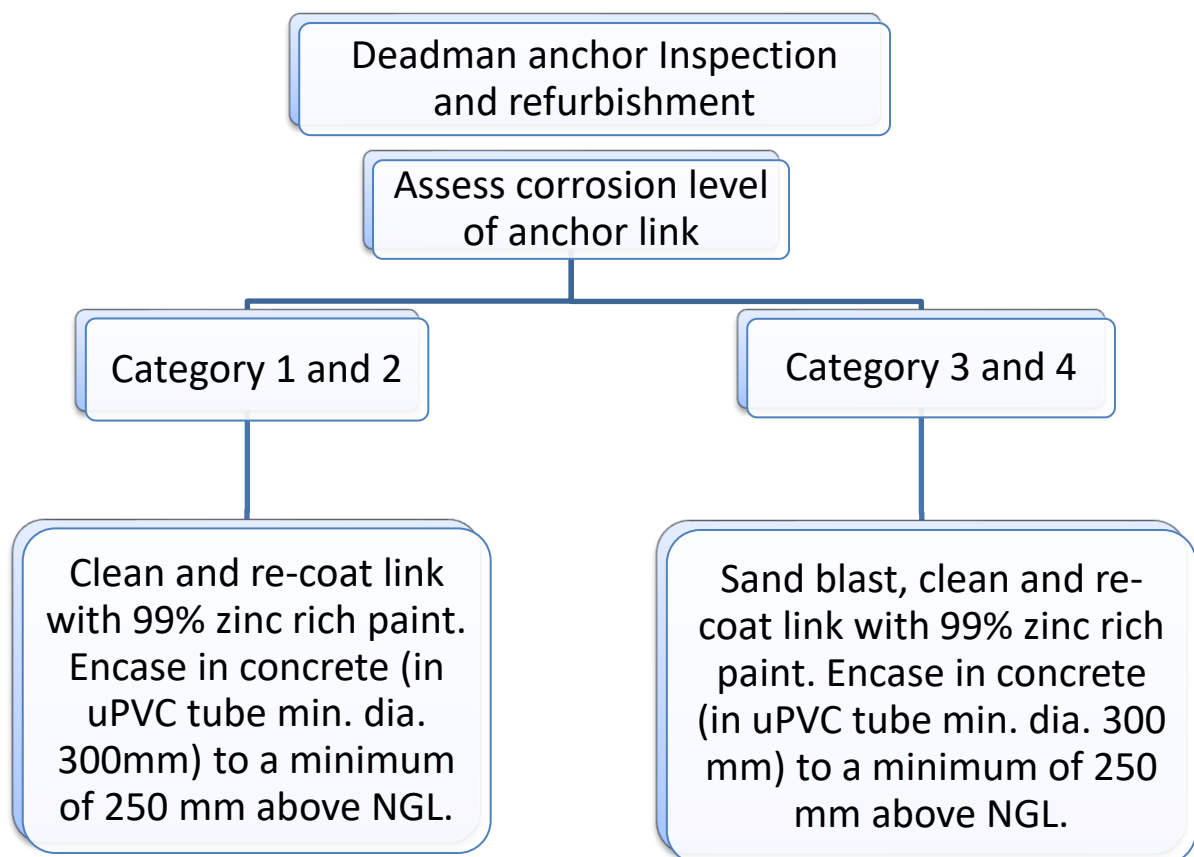 Deadman anchor Inspection
and refurbishment
Assess corrosion level
of anchor link
Category 1 and 2
Category 3 and 4
Clean and re-coat link
with 99% zinc rich paint.
Encase in concrete (in
uPVC tube min. dia.
300mm) to a minimum
of 250 mm above NGL.
Sand blast, clean and re-
coat link with 99% zinc rich
paint. Encase in concrete
(in uPVC tube min. dia. 300
mm) to a minimum of 250
mm above NGL.